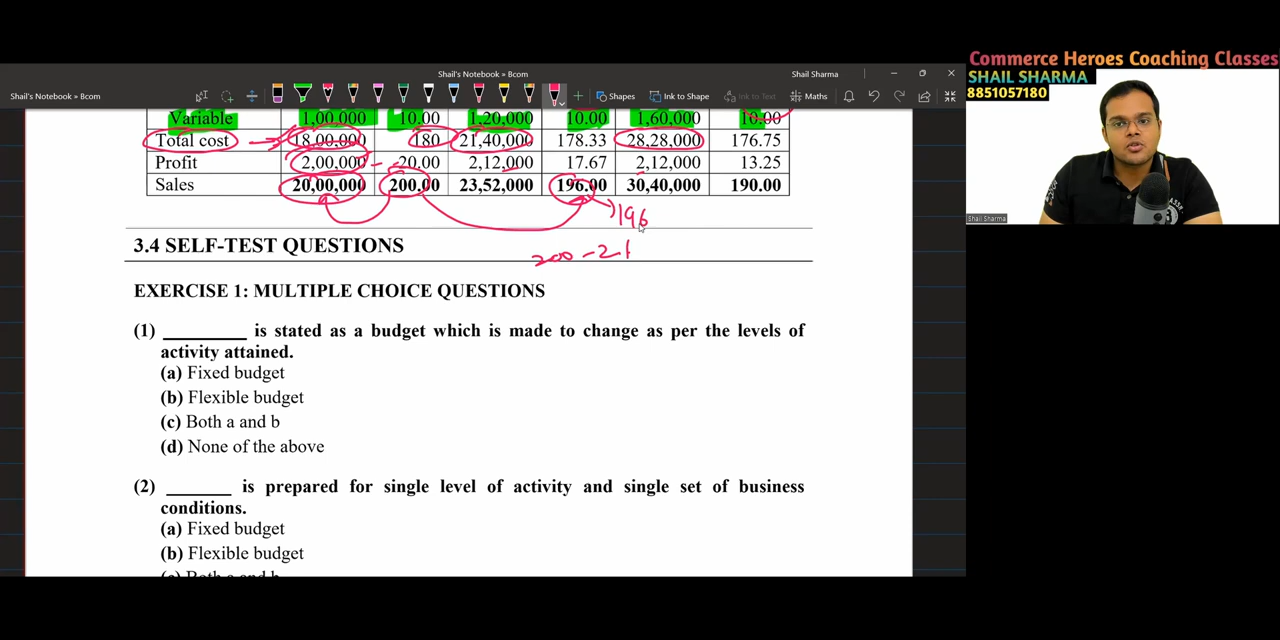 Commerce Heroes Coaching Classes
SHAIL SHARMA
8851057180
Shail's Notebook » Bcom
Shail Sharma
Shail's Notebook » Bcom
Shapes
Ink to Shape
Ink to Text
Maths
Variable 1,00,000 10.00 1,20,000 10.00 1,60,000 10.00
Total cost 18,00,00 180 21,40,000 178.33 28,28,000 176.75
Profit 2,00,000 20.00 2,12,000 17.67 2,12,000 13.25
Sales 20,00,000 200.00 23,52,000 196.00 30,40,000 190.00
196
200 - 2.1
3.4 SELF-TEST QUESTIONS
EXERCISE 1: MULTIPLE CHOICE QUESTIONS
(1) _________ is stated as a budget which is made to change as per the levels of
activity attained.
(a) Fixed budget
(b) Flexible budget
(c) Both a and b
(d) None of the above
(2) _______ is prepared for single level of activity and single set of business
conditions.
(a) Fixed budget
(b) Flexible budget
(c) Both a and b
Shail Sharma